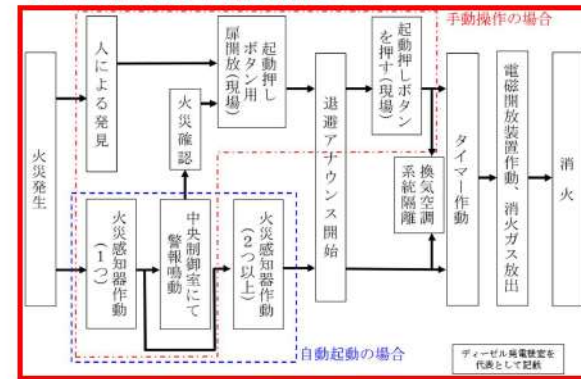 手動操作の場合
火災発生
人による発見
起動押し
ボタン用
扉開放(現場)
火災確認
退避アナウンス開始
起動押しボタン
を押す(現場)
換気空調
系統隔離
タイマー作動
電磁開放装置作動、消火ガス放出
消火
火災感知器作動
(1つ)
中央制御室にて
警報鳴動
火災感知器作動
(2つ以上)
自動起動の場合
ディーゼル発電機室を
代表として記載